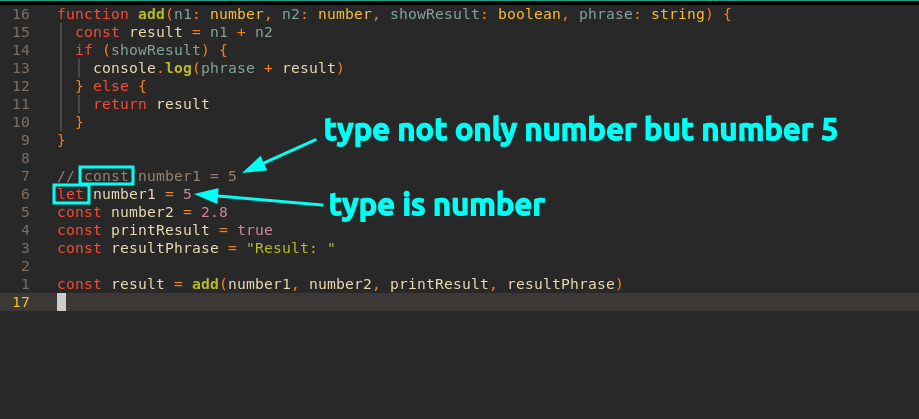 16 function add(n1: number, n2: number, showResult: boolean, phrase: string) {
15 const result = n1 + n2
14 if (showResult) {
13 console.log(phrase + result)
12 } else {
11 return result
10 }
9 }
type not only number but number 5
8
7 // const number1 = 5
6 let number1 = 5
type is number
5 const number2 = 2.8
4 const printResult = true
3 const resultPhrase = "Result: "
2
1 const result = add(number1, number2, printResult, resultPhrase)
17